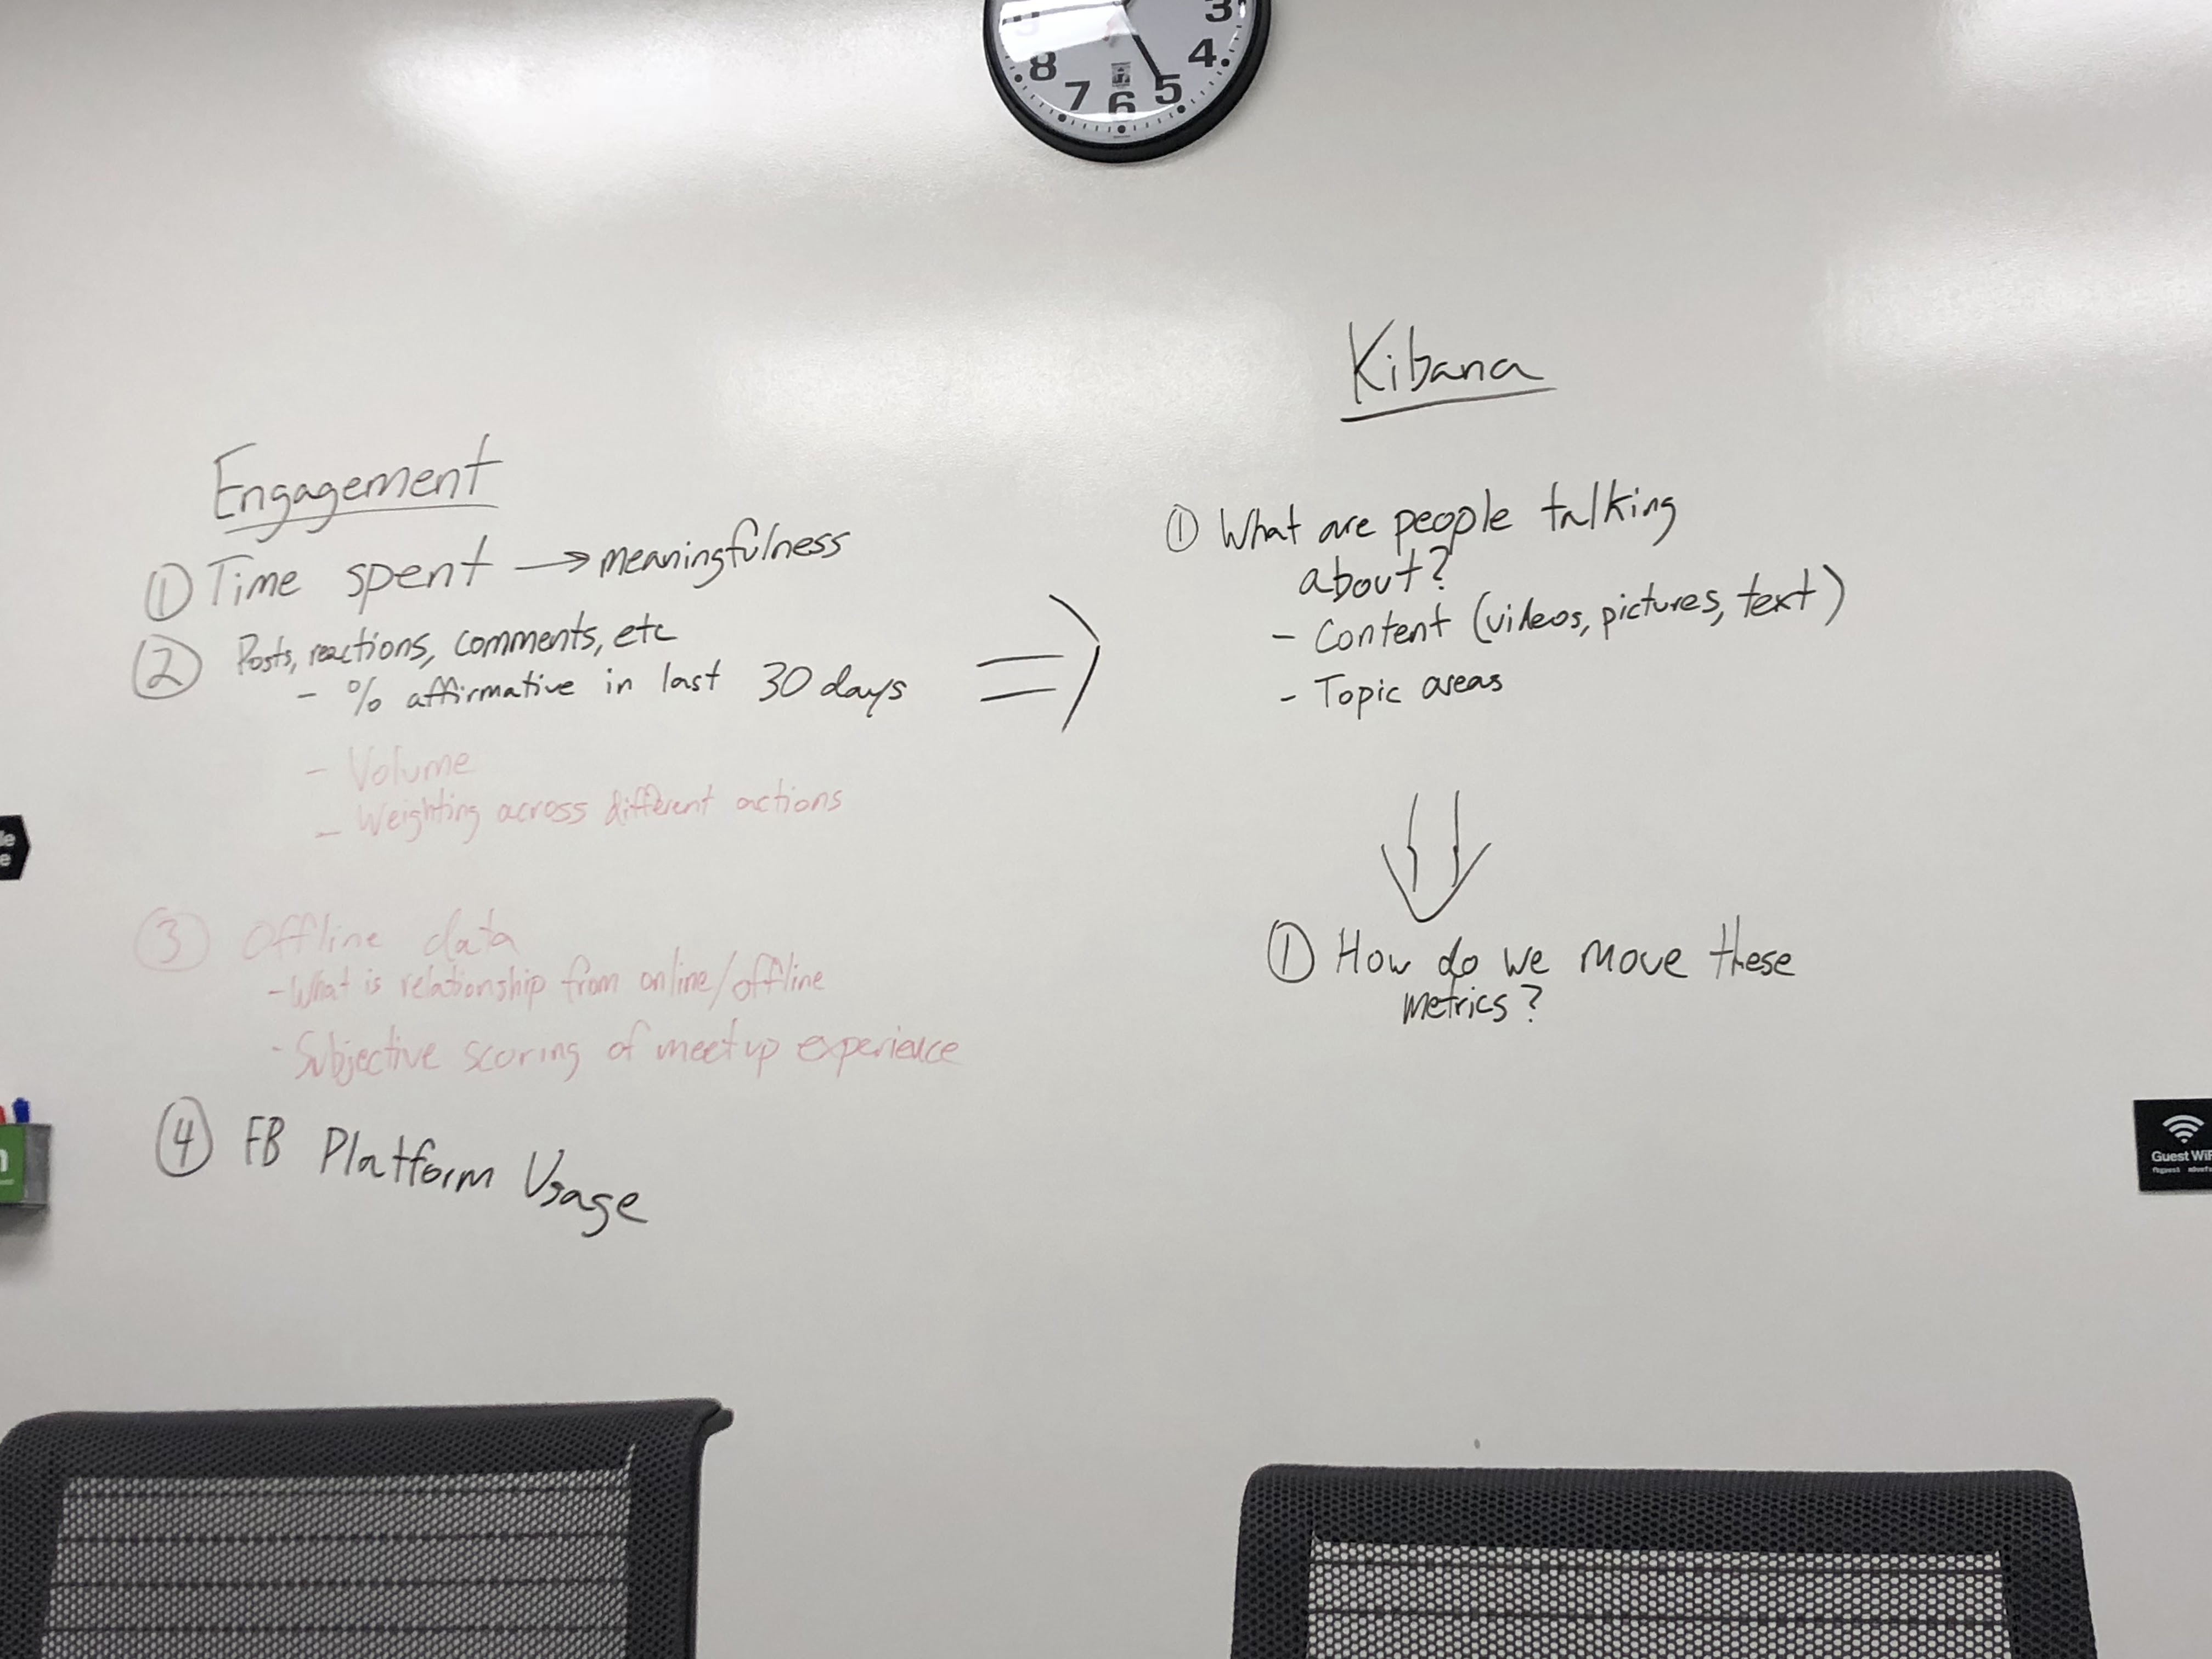 3
4
5
6
7
8
Kibana
Engagement
① Time spent → meaningfulness
② Posts, reactions, comments, etc
- % affirmative in last 30 days
- Volume
- Weighting across different actions
③ Offline data
- What is relationship from online/offline
- Subjective scoring of meetup experience
④ FB Platform Usage
⇒
① What are people talking
about?
- Content (videos, pictures, text)
- Topic areas
⇓
① How do we move these
metrics?
Guest WiF